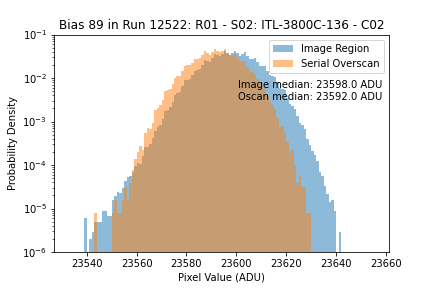 Bias 89 in Run 12522: R01 - S02: ITL-3800C-136 - C02
Image Region
Serial Overscan
Image median: 23598.0 ADU
Oscan median: 23592.0 ADU
Probability Density
10⁻¹
10⁻²
10⁻³
10⁻⁴
10⁻⁵
10⁻⁶
23540 23560 23580 23600 23620 23640 23660
Pixel Value (ADU)